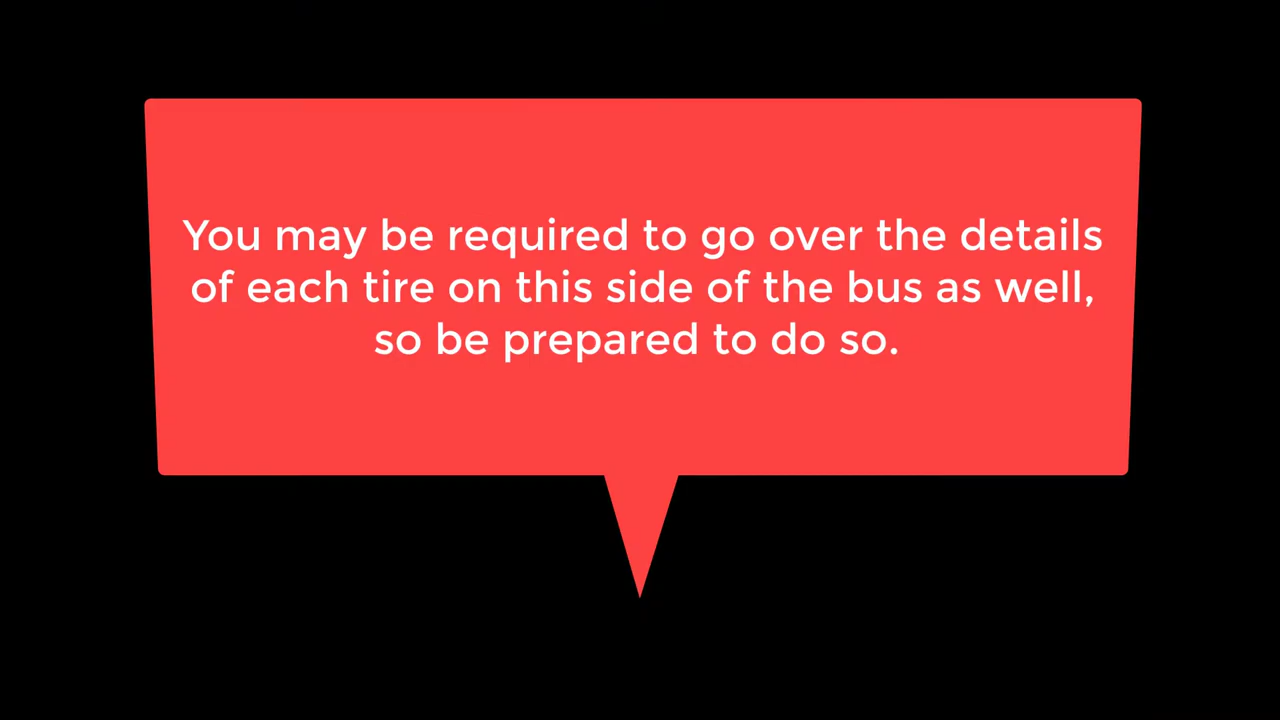 You may be required to go over the details
of each tire on this side of the bus as well,
so be prepared to do so.